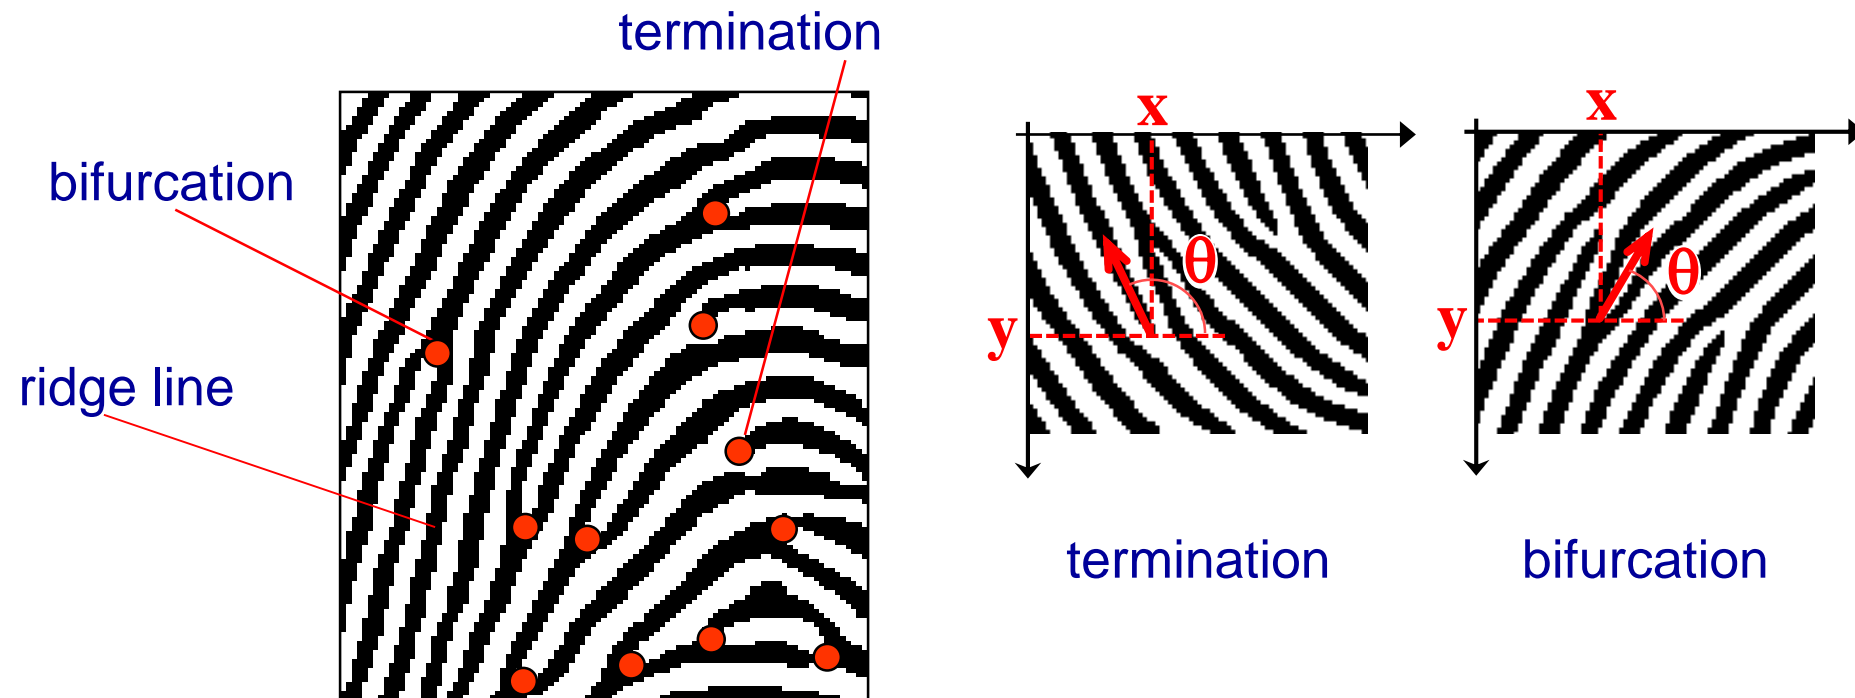 termination
bifurcation
ridge line
x
θ
y
termination
x
θ
y
bifurcation